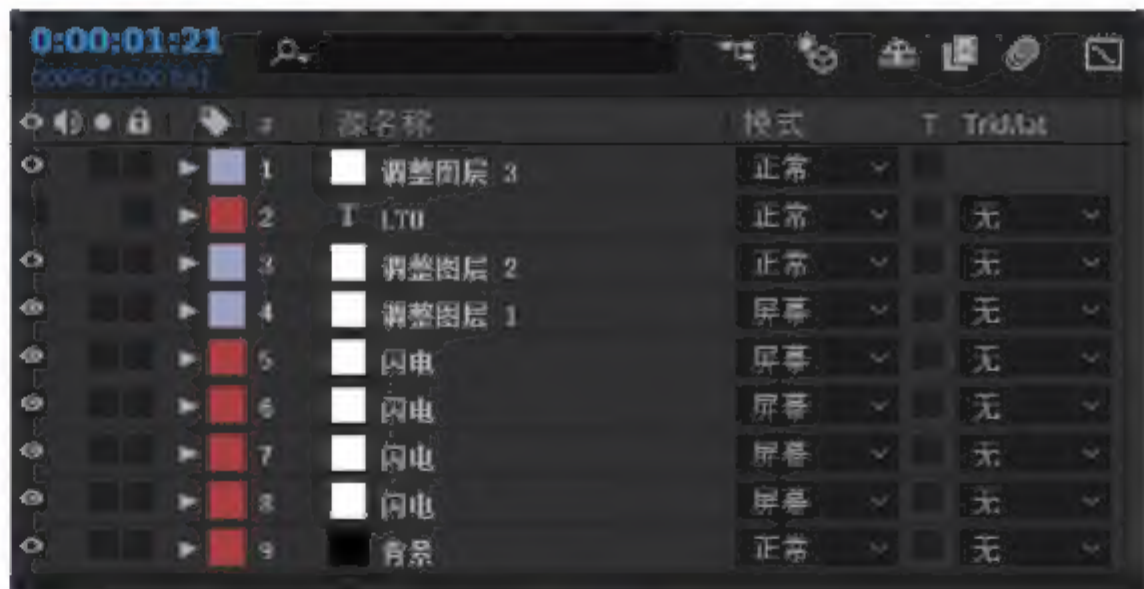 0:00:01:21
# 源名称 模式 T TrkMat
1 调整图层 3 正常
2 T LTU 正常 无
3 调整图层 2 正常 无
4 调整图层 1 屏幕 无
5 闪电 屏幕 无
6 闪电 屏幕 无
7 闪电 屏幕 无
8 闪电 屏幕 无
9 背景 正常 无